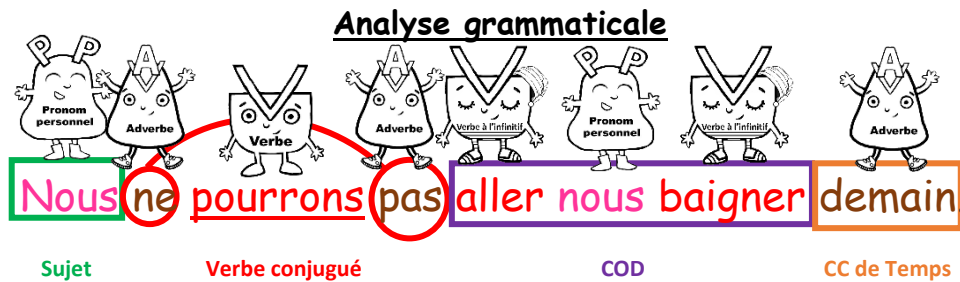 Analyse grammaticale
Pronom personnel Adverbe Verbe Adverbe Verbe à l'infinitif Pronom personnel Verbe à l'infinitif Adverbe
Nous ne pourrons pas aller nous baigner demain.
Sujet Verbe conjugué COD CC de Temps